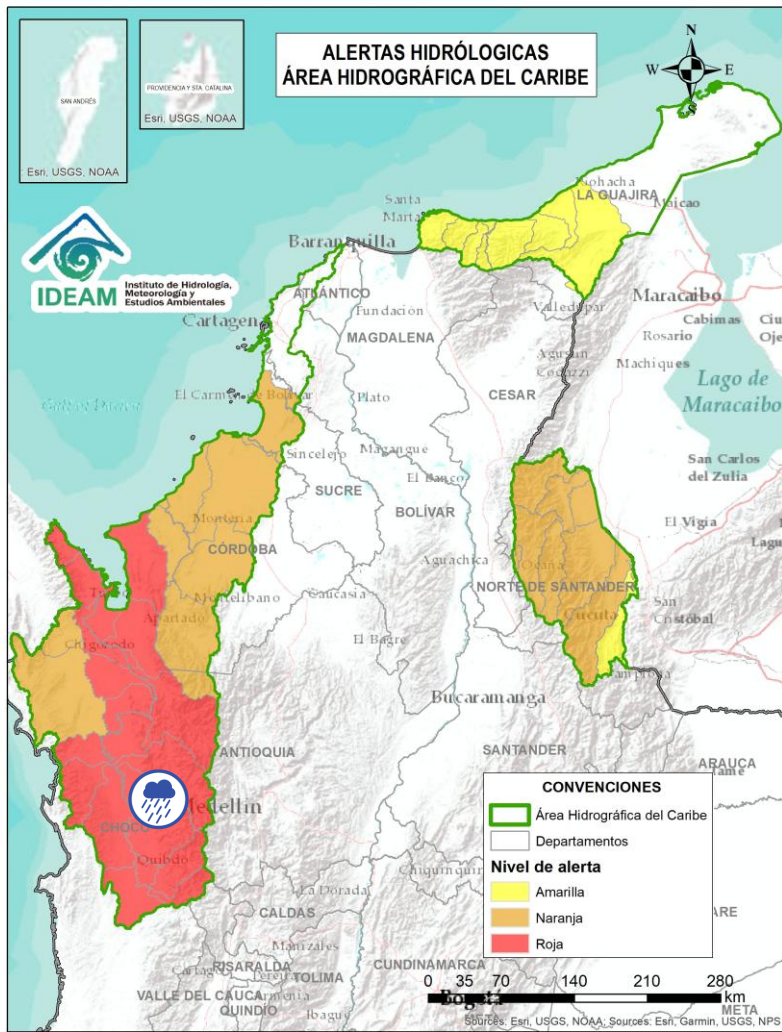 ALERTAS HIDRÓLOGICAS
ÁREA HIDROGRÁFICA DEL CARIBE
N
W
E
S
SAN ANDRÉS
Esri, USGS, NOAA
PROVIDENCIA Y STA. CATALINA
Esri, USGS, NOAA
IDEAM
Instituto de Hidrología,
Meteorología y
Estudios Ambientales
LA GUAJIRA
Maicao
Santa
Marta
Barranquilla
ATLÁNTICO
Cartagena
Fundación
MAGDALENA
Valledupar
Maracaibo
Cabimas
Rosario
Machiques
Agustín
Codazzi
CESAR
Lago de
Maracaibo
El Carmen de Bolívar
Plato
Sincelejo
Magangue
SUCRE
El Banco
BOLÍVAR
San Carlos
del Zulia
El Vigía
Montería
CÓRDOBA
Aguachica
Ocaña
NORTE DE SANTANDER
Cúcuta
San
Cristóbal
Montelíbano
Caucasia
Apartado
El Bagre
Chigorodo
Bucaramanga
SANTANDER
ARAUCA
ANTIOQUIA
CHOCÓ
Quibdo
La Dorada
CALDAS
Manizales
RISARALDA
TOLIMA
VALLE DEL CAUCA
QUINDÍO
Ibague
CUNDINAMARCA
META
CONVENCIONES
Área Hidrográfica del Caribe
Departamentos
Nivel de alerta
Amarilla
Naranja
Roja
0 35 70 140 210 280
km
Sources: Esri, USGS, NOAA; Sources: Esri, Garmin, USGS, NPS